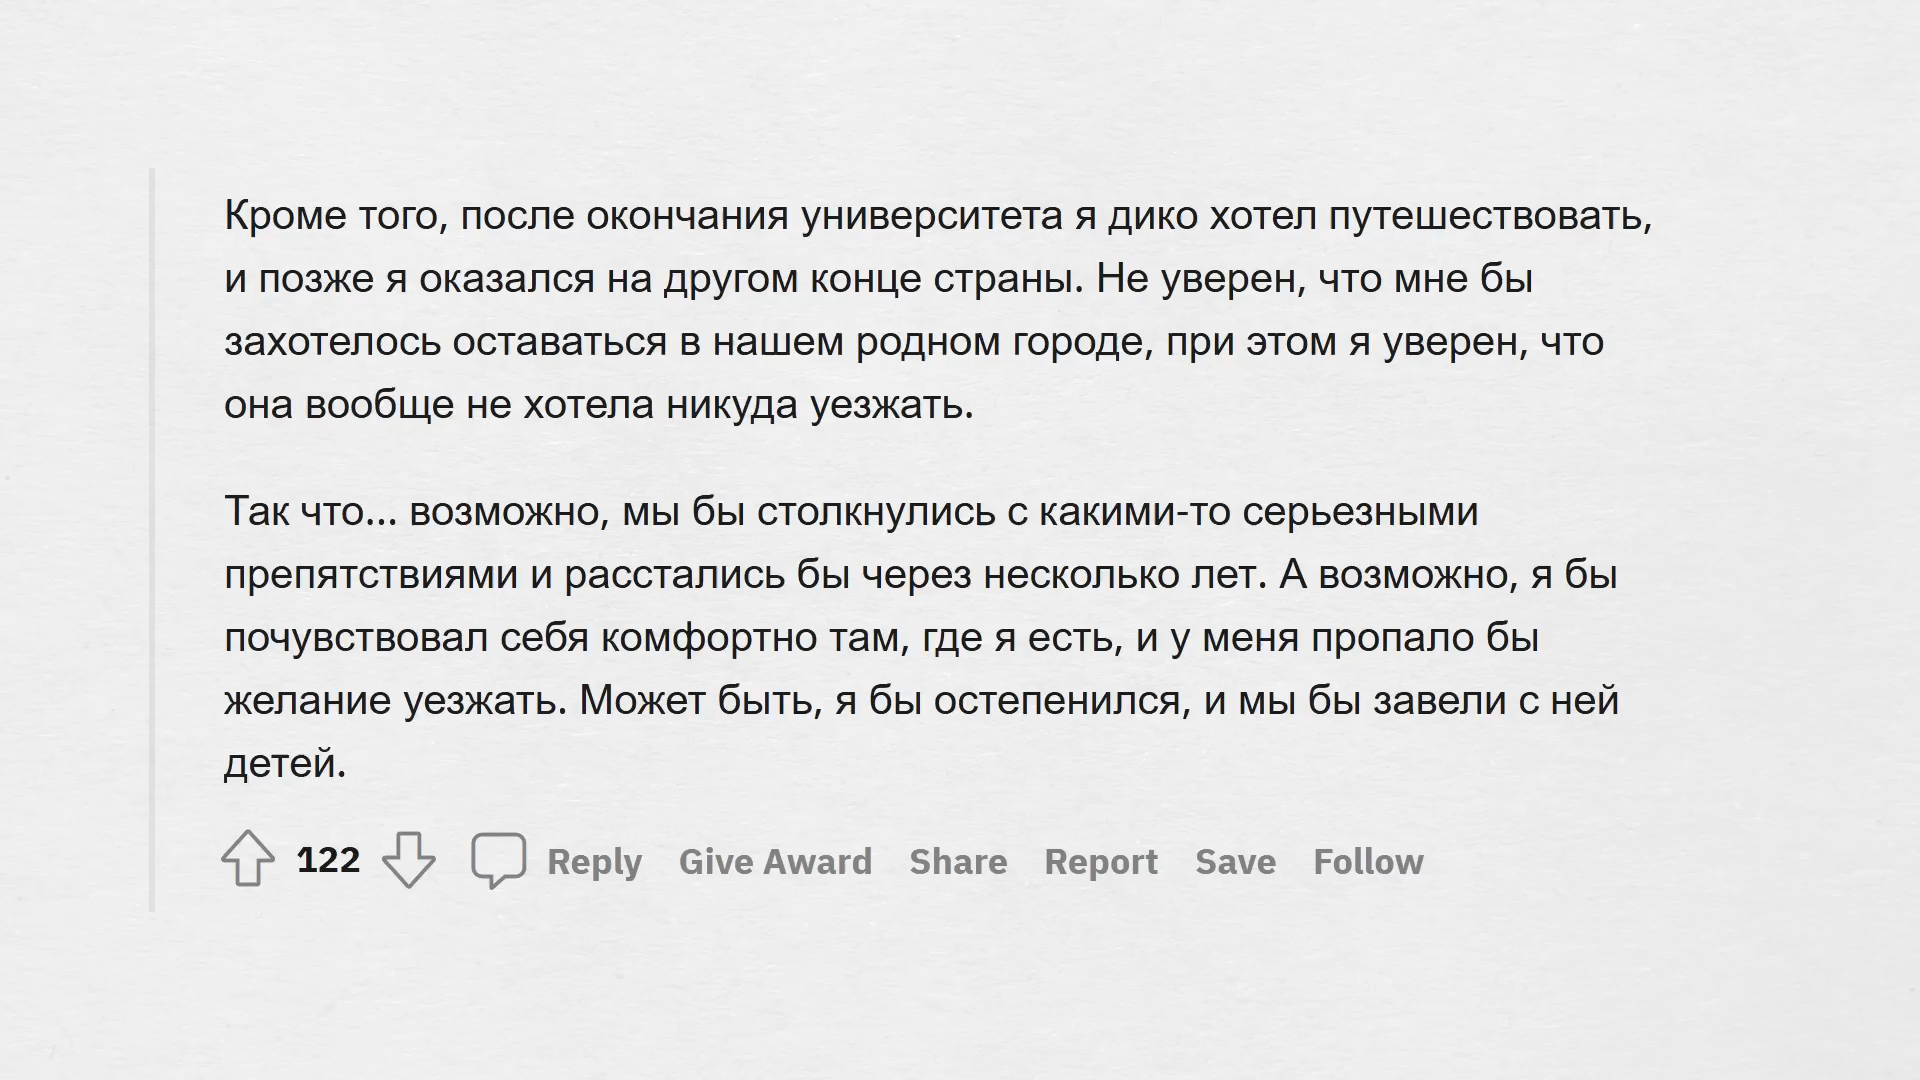 Кроме того, после окончания университета я дико хотел путешествовать,
и позже я оказался на другом конце страны. Не уверен, что мне бы
захотелось оставаться в нашем родном городе, при этом я уверен, что
она вообще не хотела никуда уезжать.
Так что... возможно, мы бы столкнулись с какими-то серьезными
препятствиями и расстались бы через несколько лет. А возможно, я бы
почувствовал себя комфортно там, где я есть, и у меня пропало бы
желание уезжать. Может быть, я бы остепенился, и мы бы завели с ней
детей.
122 Reply Give Award Share Report Save Follow